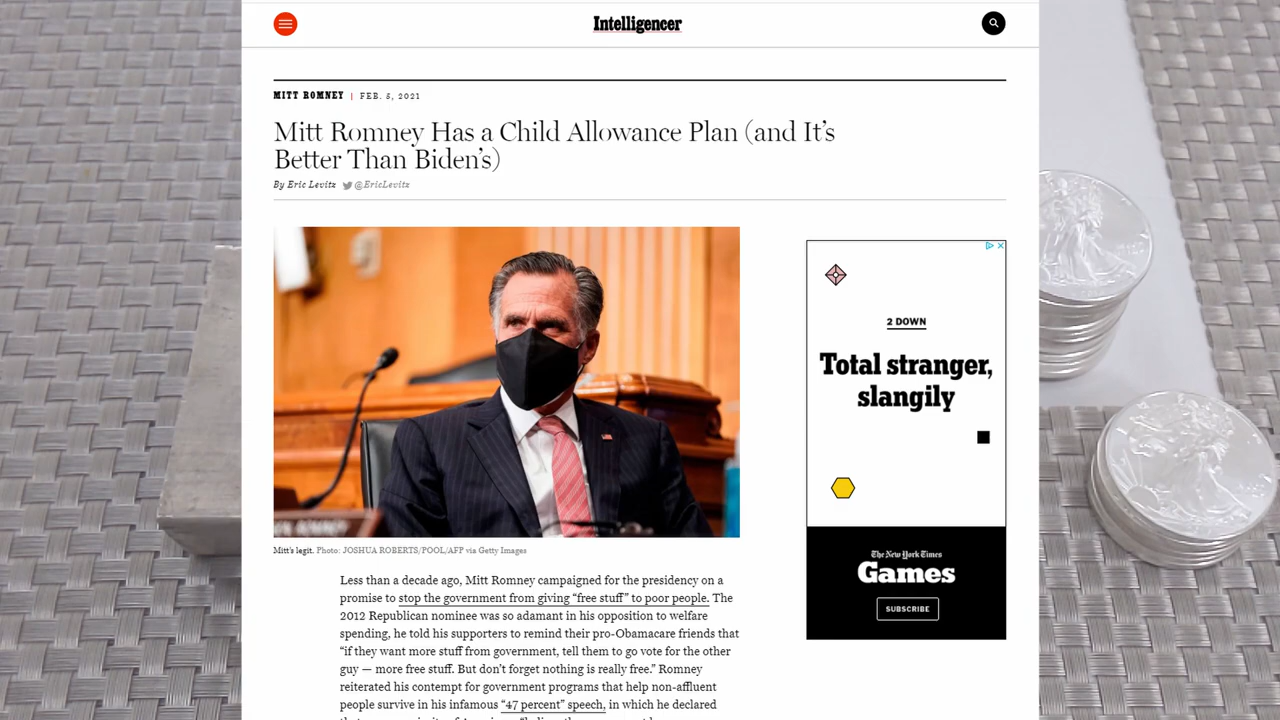 Intelligencer
MITT ROMNEY | FEB. 5, 2021
Mitt Romney Has a Child Allowance Plan (and It's
Better Than Biden's)
By Eric Levitz @EricLevitz
2 DOWN
Total stranger,
slangily
The New York Times
Games
SUBSCRIBE
Mitt's legit. Photo: JOSHUA ROBERTS/POOL/AFP via Getty Images
Less than a decade ago, Mitt Romney campaigned for the presidency on a
promise to stop the government from giving “free stuff” to poor people. The
2012 Republican nominee was so adamant in his opposition to welfare
spending, he told his supporters to remind their pro-Obamacare friends that
“if they want more stuff from government, tell them to go vote for the other
guy — more free stuff. But don't forget nothing is really free.” Romney
reiterated his contempt for government programs that help non-affluent
people survive in his infamous “47 percent” speech, in which he declared